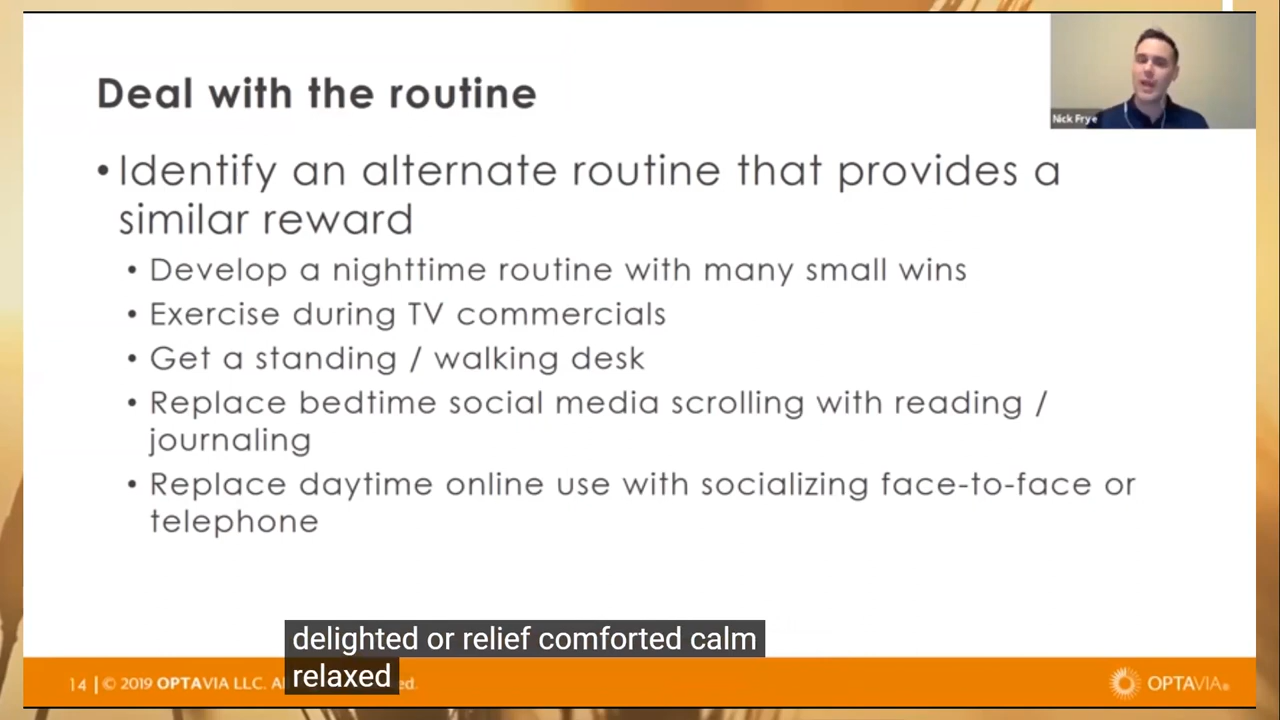 Deal with the routine
Nick Frye
• Identify an alternate routine that provides a
similar reward
• Develop a nighttime routine with many small wins
• Exercise during TV commercials
• Get a standing / walking desk
• Replace bedtime social media scrolling with reading /
journaling
• Replace daytime online use with socializing face-to-face or
telephone
delighted or relief comforted calm
relaxed
14 | © 2019 OPTAVIA LLC.
OPTAVIA®